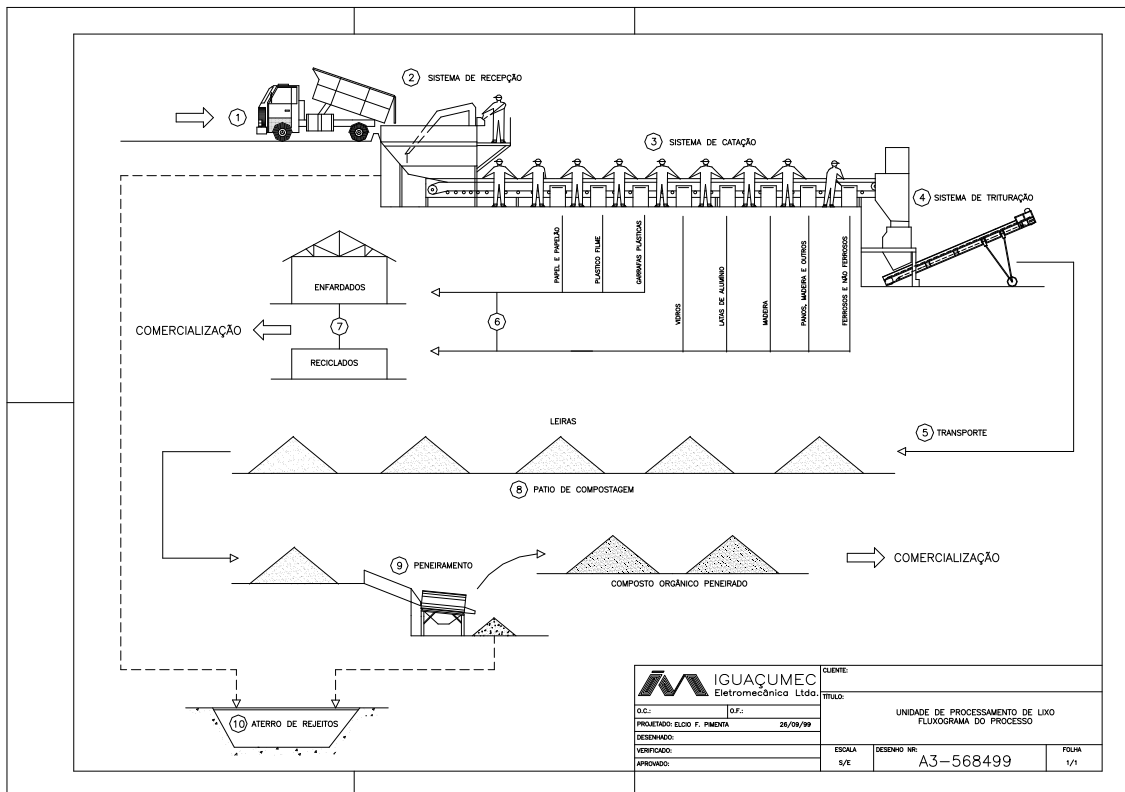 2 SISTEMA DE RECEPÇÃO
1
3 SISTEMA DE CATAÇÃO
4 SISTEMA DE TRITURAÇÃO
PAPEL E PAPELÃO
PLASTICO FILME
GARRAFAS PLÁSTICAS
VIDROS
LATAS DE ALUMÍNIO
MADEIRA
PANOS, MADEIRA E OUTROS
FERROSOS E NÃO FERROSOS
ENFARDADOS
6
7
COMERCIALIZAÇÃO
RECICLADOS
LEIRAS
5 TRANSPORTE
8 PATIO DE COMPOSTAGEM
9 PENEIRAMENTO
COMERCIALIZAÇÃO
COMPOSTO ORGÂNICO PENEIRADO
10 ATERRO DE REJEITOS
IGUAÇUMEC
Eletromecânica Ltda.
CLIENTE:
TÍTULO:
UNIDADE DE PROCESSAMENTO DE LIXO
FLUXOGRAMA DO PROCESSO
O.C.: O.F.:
PROJETADO: ELCIO F. PIMENTA 26/09/99
DESENHADO:
VERIFICADO:
APROVADO:
ESCALA
S/E
DESENHO NR:
A3-568499
FOLHA
1/1